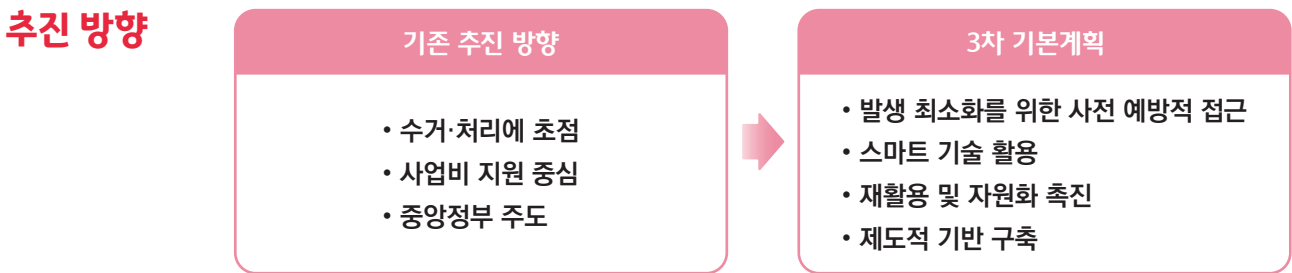 추진 방향
기존 추진 방향
• 수거·처리에 초점
• 사업비 지원 중심
• 중앙정부 주도
3차 기본계획
• 발생 최소화를 위한 사전 예방적 접근
• 스마트 기술 활용
• 재활용 및 자원화 촉진
• 제도적 기반 구축